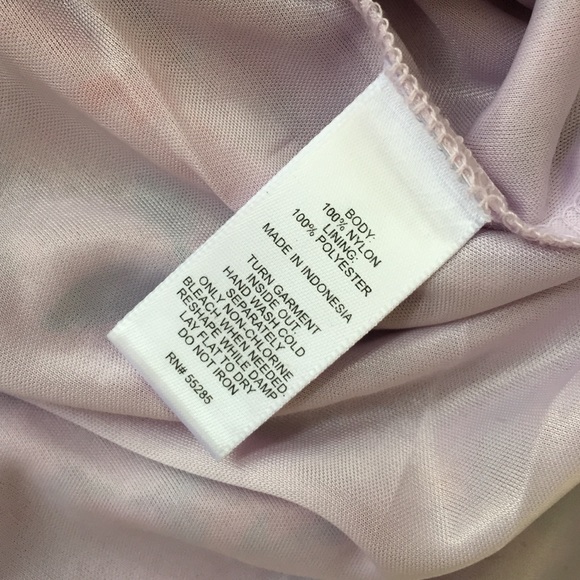 BODY:
100% NYLON
LINING:
100% POLYESTER
MADE IN INDONESIA
TURN GARMENT
INSIDE OUT.
HAND WASH COLD
SEPARATELY
ONLY NON-CHLORINE
BLEACH WHEN NEEDED.
RESHAPE WHILE DAMP
LAY FLAT TO DRY
DO NOT IRON
RN# 55285